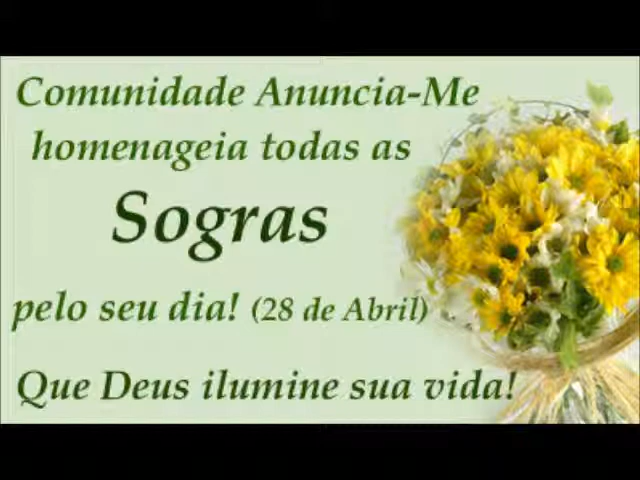 Comunidade Anuncia-Me
homenageia todas as
Sogras
pelo seu dia! (28 de Abril)
Que Deus ilumine sua vida!